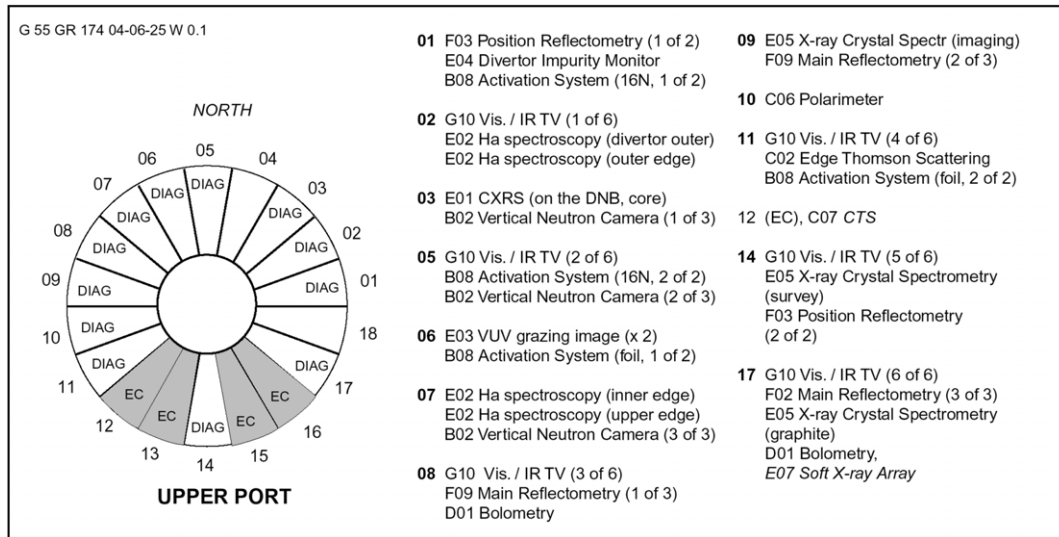 G 55 GR 174 04-06-25 W 0.1
NORTH
05
04
03
02
01
18
17
16
15
14
13
12
11
10
09
08
07
06
DIAG
DIAG
DIAG
DIAG
DIAG
DIAG
DIAG
DIAG
DIAG
DIAG
DIAG
DIAG
DIAG
EC
EC
EC
EC
UPPER PORT
01 F03 Position Reflectometry (1 of 2)
E04 Divertor Impurity Monitor
B08 Activation System (16N, 1 of 2)
02 G10 Vis. / IR TV (1 of 6)
E02 Ha spectroscopy (divertor outer)
E02 Ha spectroscopy (outer edge)
03 E01 CXRS (on the DNB, core)
B02 Vertical Neutron Camera (1 of 3)
05 G10 Vis. / IR TV (2 of 6)
B08 Activation System (16N, 2 of 2)
B02 Vertical Neutron Camera (2 of 3)
06 E03 VUV grazing image (x 2)
B08 Activation System (foil, 1 of 2)
07 E02 Ha spectroscopy (inner edge)
E02 Ha spectroscopy (upper edge)
B02 Vertical Neutron Camera (3 of 3)
08 G10 Vis. / IR TV (3 of 6)
F09 Main Reflectometry (1 of 3)
D01 Bolometry
09 E05 X-ray Crystal Spectr (imaging)
F09 Main Reflectometry (2 of 3)
10 C06 Polarimeter
11 G10 Vis. / IR TV (4 of 6)
C02 Edge Thomson Scattering
B08 Activation System (foil, 2 of 2)
12 (EC), C07 CTS
14 G10 Vis. / IR TV (5 of 6)
E05 X-ray Crystal Spectrometry
(survey)
F03 Position Reflectometry
(2 of 2)
17 G10 Vis. / IR TV (6 of 6)
F02 Main Reflectometry (3 of 3)
E05 X-ray Crystal Spectrometry
(graphite)
D01 Bolometry,
E07 Soft X-ray Array